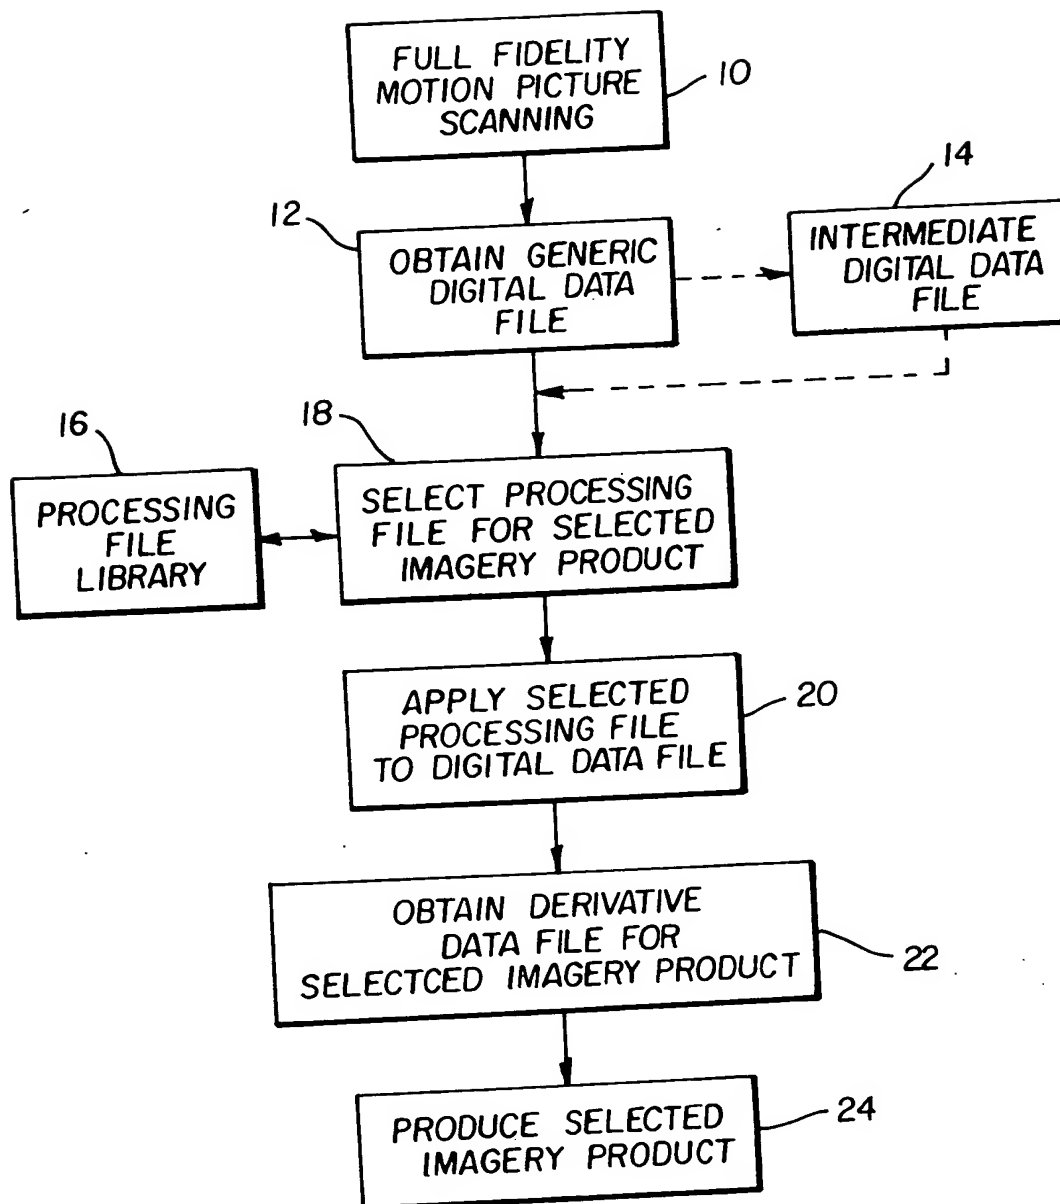 FULL FIDELITY
MOTION PICTURE
SCANNING
10
14
12
OBTAIN GENERIC
DIGITAL DATA
FILE
INTERMEDIATE
DIGITAL DATA
FILE
16
18
PROCESSING
FILE
LIBRARY
SELECT PROCESSING
FILE FOR SELECTED
IMAGERY PRODUCT
APPLY SELECTED
PROCESSING FILE
TO DIGITAL DATA FILE
20
OBTAIN DERIVATIVE
DATA FILE FOR
SELECTCED IMAGERY PRODUCT
22
PRODUCE SELECTED
IMAGERY PRODUCT
24